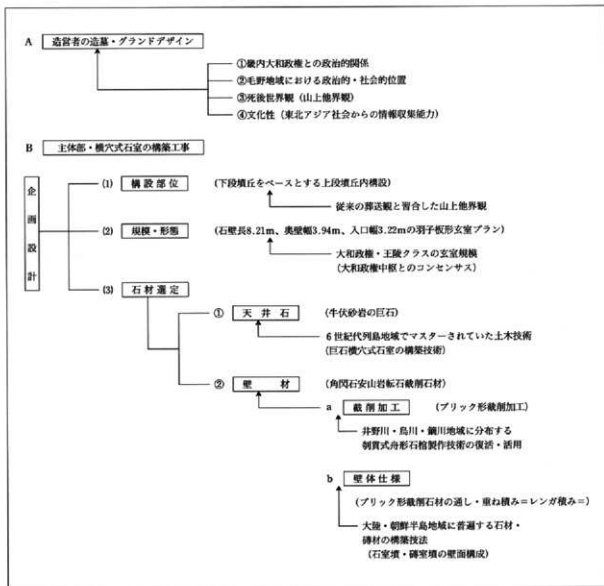 A 造営者の造墓・グランドデザイン
①畿内大和政権との政治的関係
②毛野地域における政治的・社会的位置
③死後世界観（山上他界観）
④文化性（東北アジア社会からの情報収集能力）
B 主体部・横穴式石室の構築工事
企画設計
(1) 構設部位 （下段墳丘をベースとする上段墳丘内構設）
従来の葬送観と習合した山上他界観
(2) 規模・形態 （石壁長8.21m、奥壁幅3.94m、入口幅3.22mの羽子板形玄室プラン）
大和政権・王陵クラスの玄室規模
（大和政権中枢とのコンセンサス）
(3) 石材選定
① 天井石 （牛伏砂岩の巨石）
6世紀代列島地域でマスターされていた土木技術
（巨石横穴式石室の構築技術）
② 壁材 （角閃石安山岩転石截削石材）
a 截削加工 （ブリック形截削加工）
井野川・烏川・鏑川地域に分布する
刳貫式舟形石棺製作技術の復活・活用
b 壁体仕様
（ブリック形截削石材の通し・重ね積み＝レンガ積み＝）
大陸・朝鮮半島地域に普遍する石材・
磚材の構築技法
（石室墳・磚室墳の壁面構成）